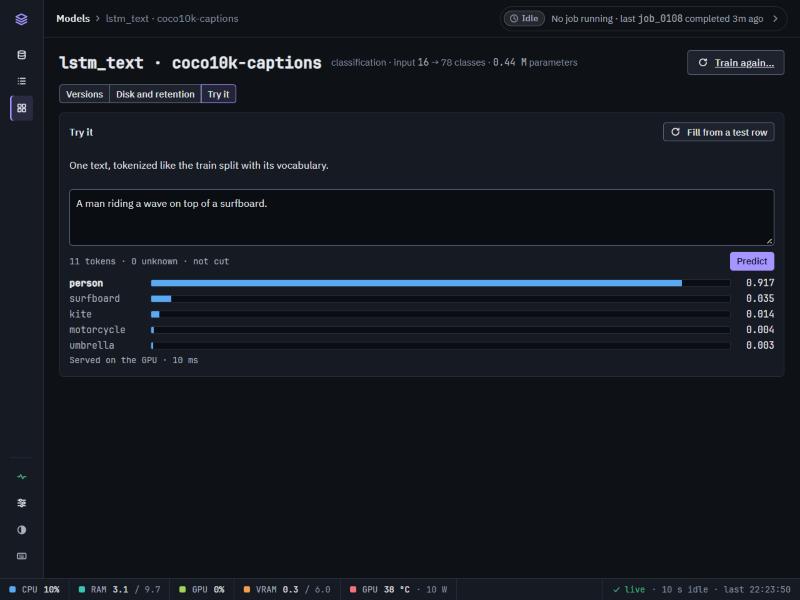 Models > lstm_text · coco10k-captions
Idle No job running · last job_0108 completed 3m ago >
lstm_text · coco10k-captions classification · input 16 → 78 classes · 0.44 M parameters
Train again...
Versions Disk and retention Try it
Try it
Fill from a test row
One text, tokenized like the train split with its vocabulary.
A man riding a wave on top of a surfboard.
11 tokens · 0 unknown · not cut
Predict
person 0.917
surfboard 0.035
kite 0.014
motorcycle 0.004
umbrella 0.003
Served on the GPU · 10 ms
CPU 10% RAM 3.1 / 9.7 GPU 0% VRAM 0.3 / 6.0 GPU 38 °C · 10 W ✓ live · 10 s idle · last 22:23:50